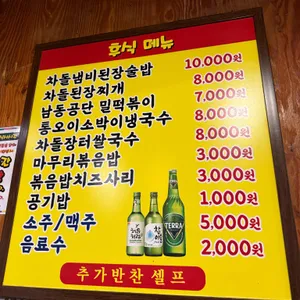 후식 메뉴
차돌냄비된장술밥 10,000원
차돌된장찌개 8,000원
남동공단 밀떡볶이 7,000원
통오이소박이냉국수 8,000원
차돌장터쌀국수 8,000원
마무리볶음밥 3,000원
볶음밥치즈사리 3,000원
공기밥 1,000원
소주/맥주 5,000원
음료수 2,000원
TERRA
추가반찬 셀프